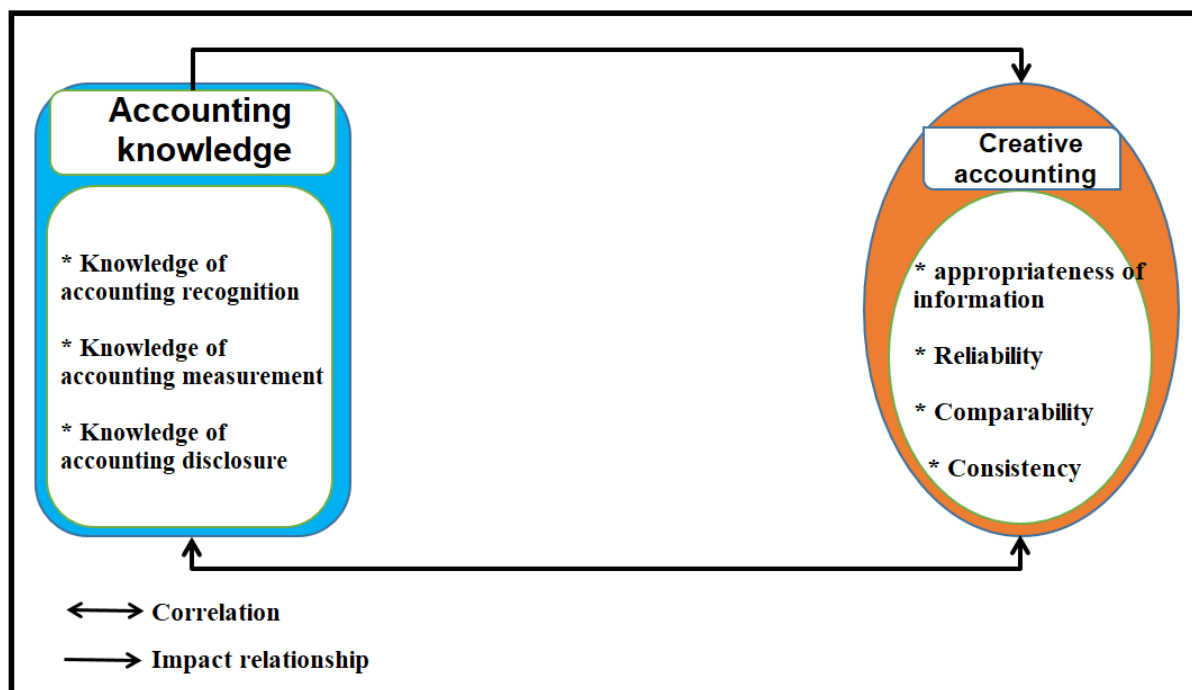 Accounting
knowledge
* Knowledge of
accounting recognition
* Knowledge of
accounting measurement
* Knowledge of
accounting disclosure
Creative
accounting
* appropriateness of
information
* Reliability
* Comparability
* Consistency
Correlation
Impact relationship